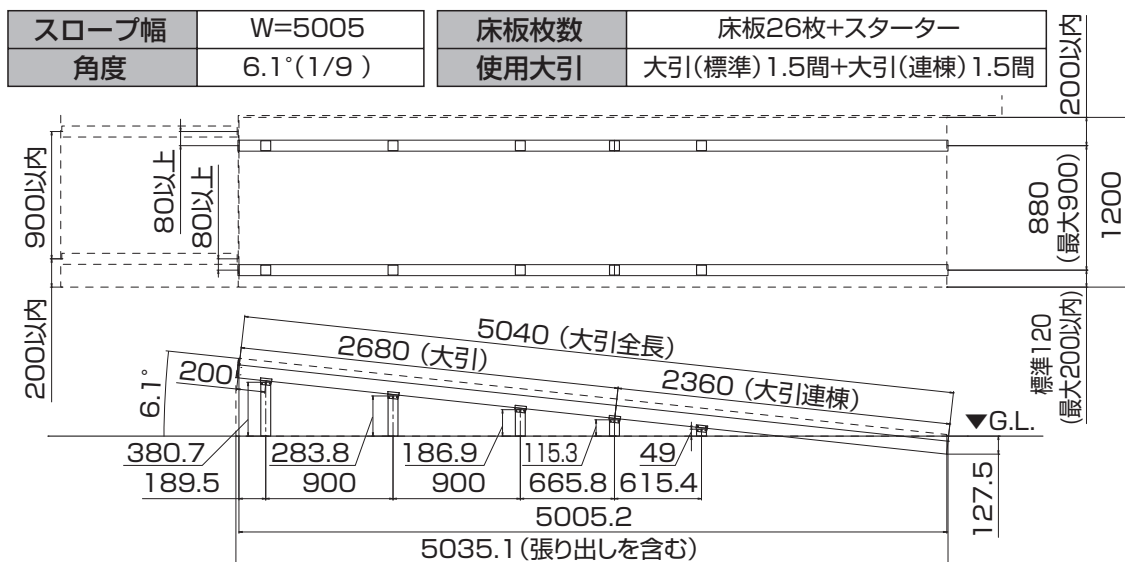 スロープ幅 W=5005 床板枚数 床板26枚+スターター
角度 6.1°(1/9 ) 使用大引 大引(標準)1.5間+大引(連棟)1.5間
200以内
900以内
80以上
80以上
880
(最大900)
1200
200以内
標準120
(最大200以内)
5040 (大引全長)
2680 (大引)
2360 (大引連棟)
6.1°
200
▼G.L.
380.7 283.8 186.9 115.3 49
189.5 900 900 665.8 615.4
127.5
5005.2
5035.1(張り出しを含む)